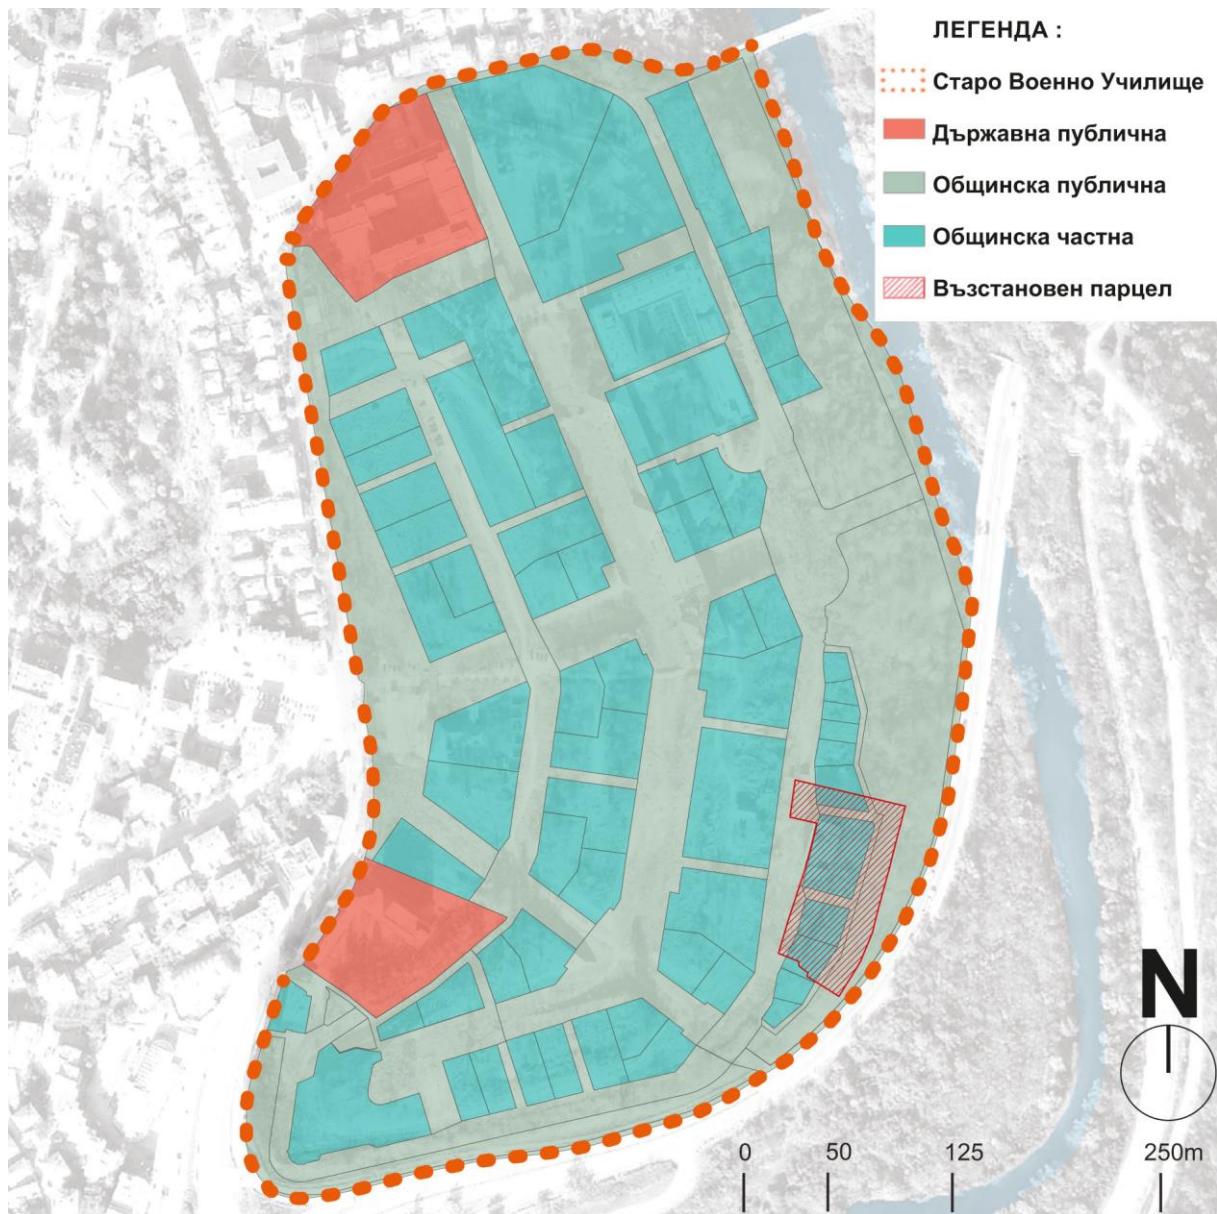 ЛЕГЕНДА :
Старо Военно Училище
Държавна публична
Общинска публична
Общинска частна
Възстановен парцел
N
0 50 125 250m